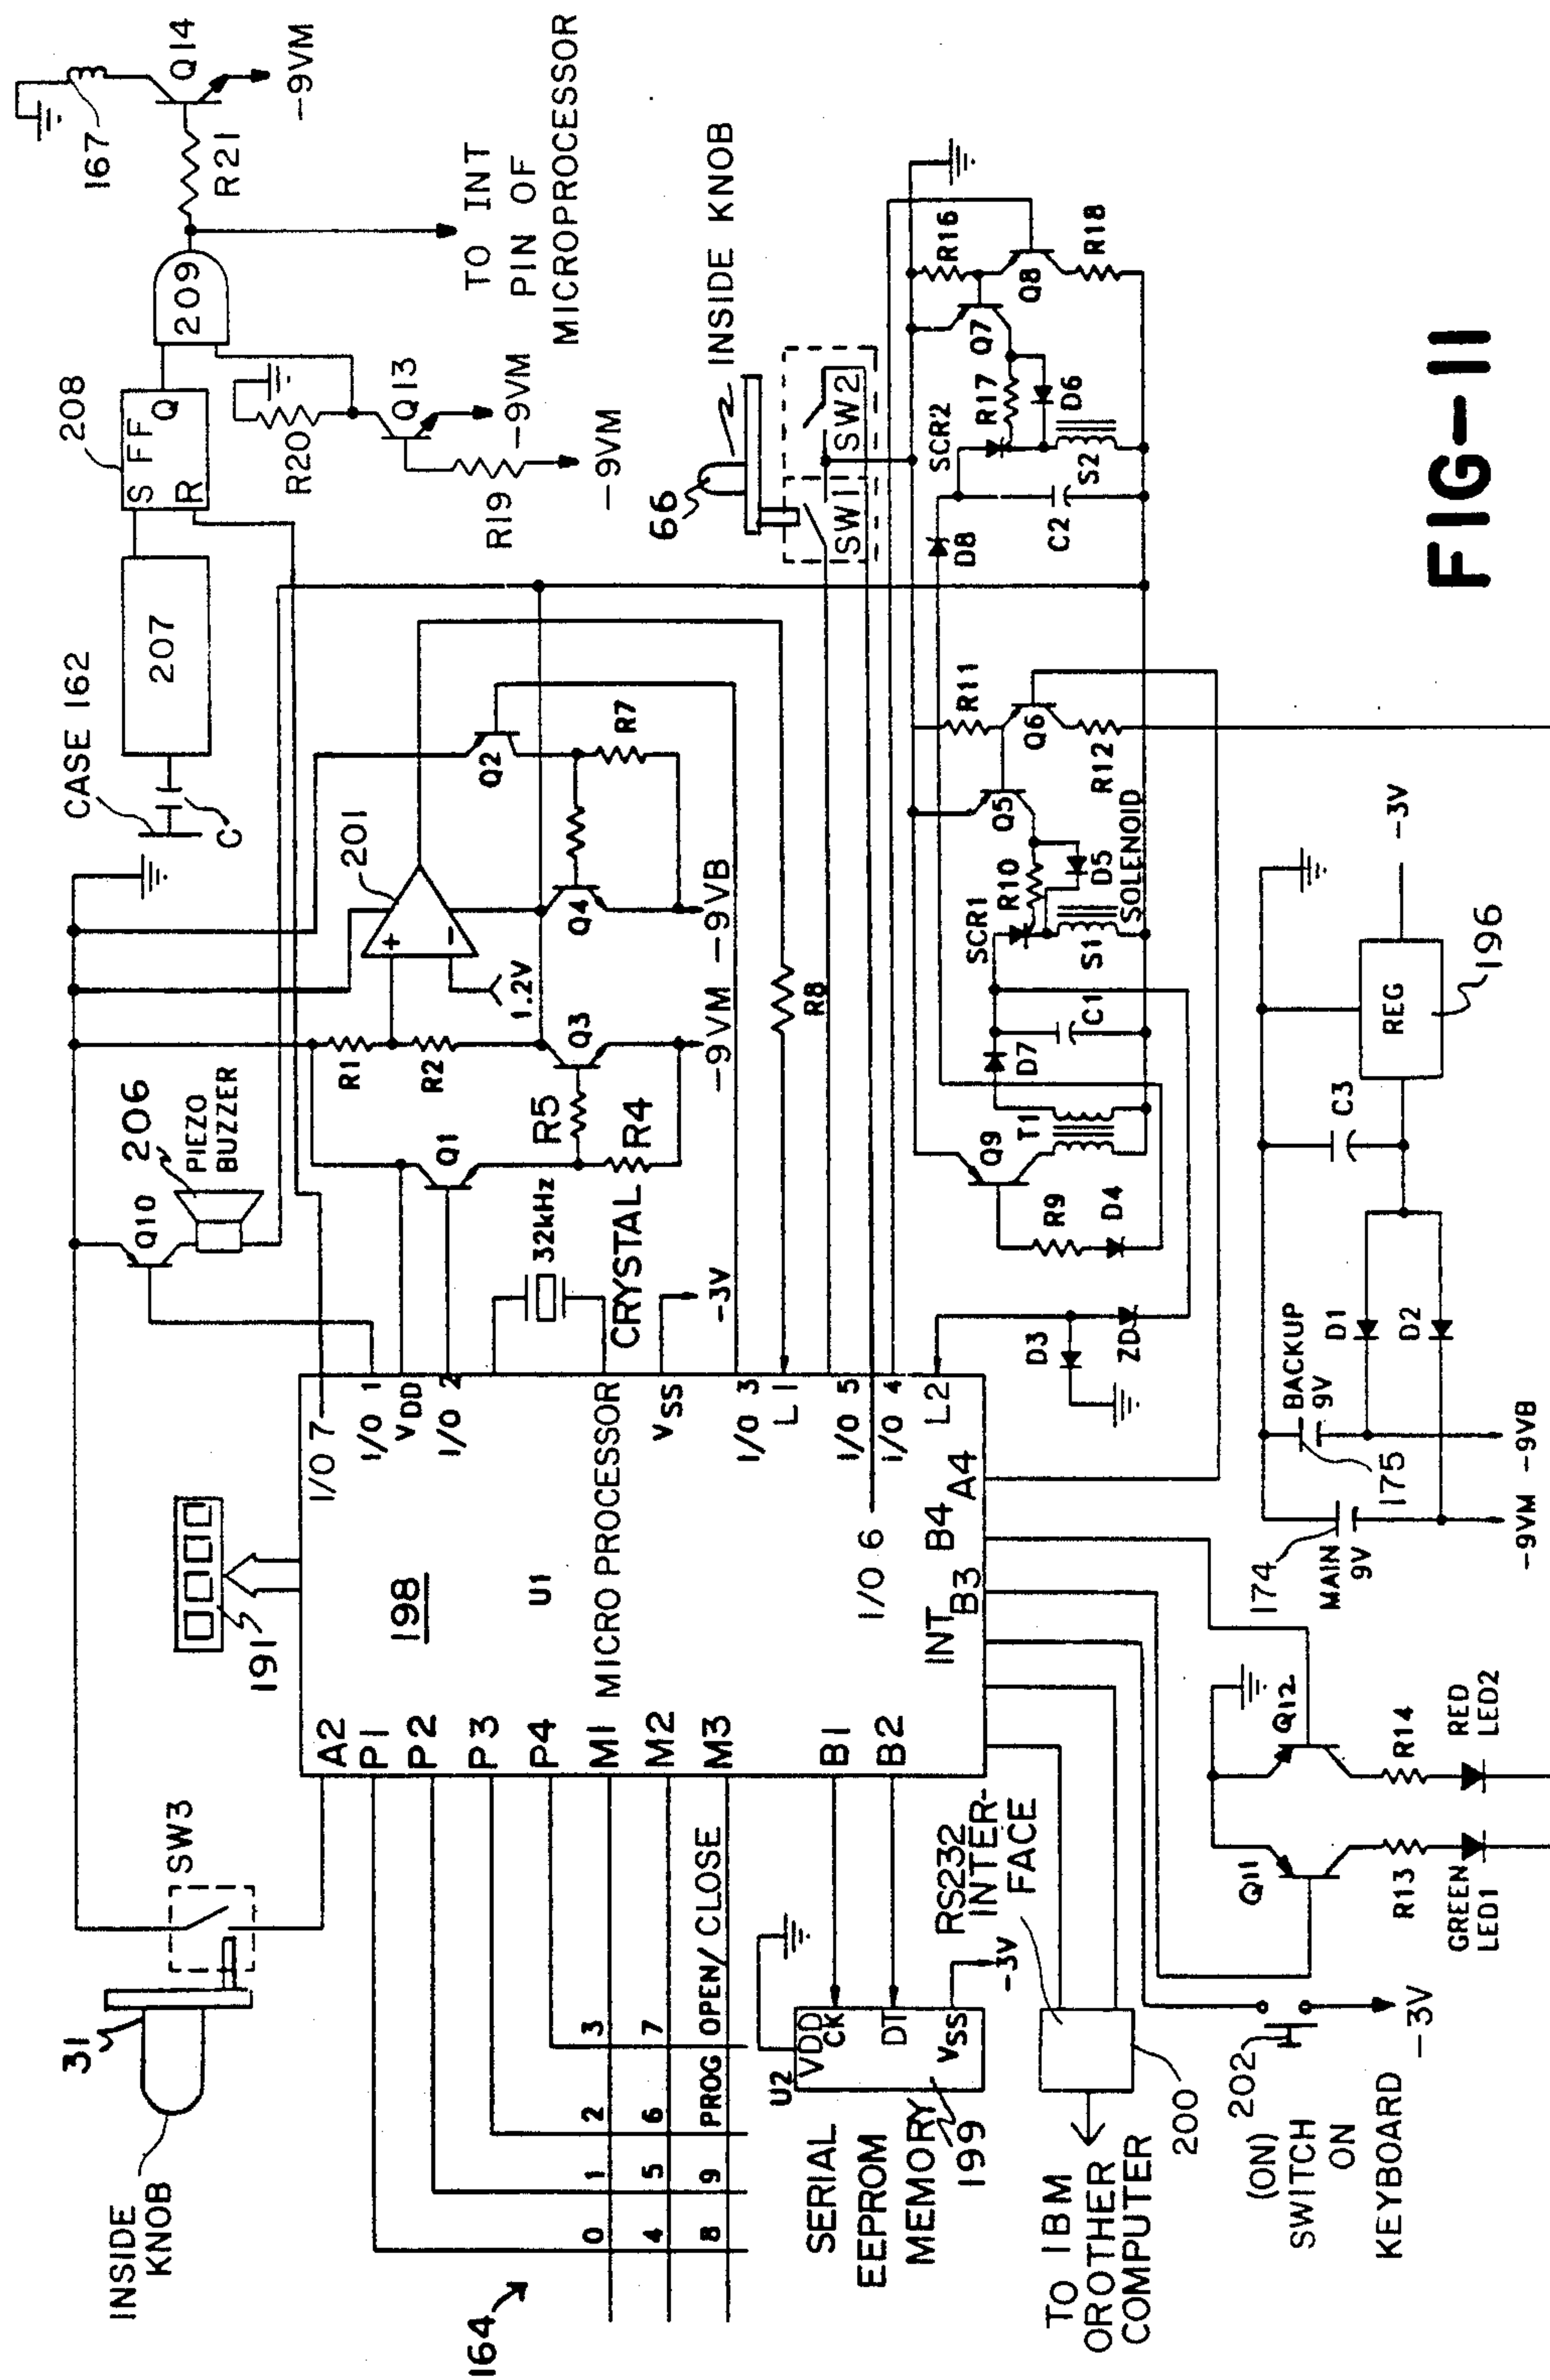 INSIDE
KNOB
31
SW3
191
206
PIEZO
BUZZER
Q10
CASE 162
C
207
208
S FF
R Q
209
167
Q14
R21
-9VM
TO INT
PIN OF
MICROPROCESSOR
R20
Q13
-9VM
R19
-9VM
201
R1
R2
1.2V
+
-
Q1
R5
R4
Q3
-9VM
Q4
-9VB
Q2
R7
32kHz
CRYSTAL
-3V
R8
66
INSIDE KNOB
SW1
SW2
A2
P1
P2
P3
P4
M1
M2
M3
B1
B2
198
U1
MICRO PROCESSOR
I/O 7
I/O 1
VDD
I/O 2
VSS
I/O 3
L1
I/O 5
I/O 4
L2
I/O 6
INT
B3
B4
A4
164
0 1 2 3
4 5 6 7
8 9 PROG OPEN/CLOSE
U2
VDD
CK
DT
VSS
-3V
SERIAL
EEPROM
MEMORY
199
RS232
INTER-
FACE
TO IBM
OR OTHER
COMPUTER
200
202
(ON)
SWITCH
ON
KEYBOARD
-3V
Q11
Q12
R13
R14
GREEN
LED1
RED
LED2
D3
ZD
R9
D4
Q9
T1
D7
C1
SCR1
R10
D5
S1
SOLENOID
Q5
Q6
R11
R12
D8
C2
SCR2
R17
D6
S2
Q7
Q8
R16
R18
174
MAIN
9V
175
BACKUP
9V
D1
D2
-9VM
-9VB
C3
REG
196
-3V
FIG-11